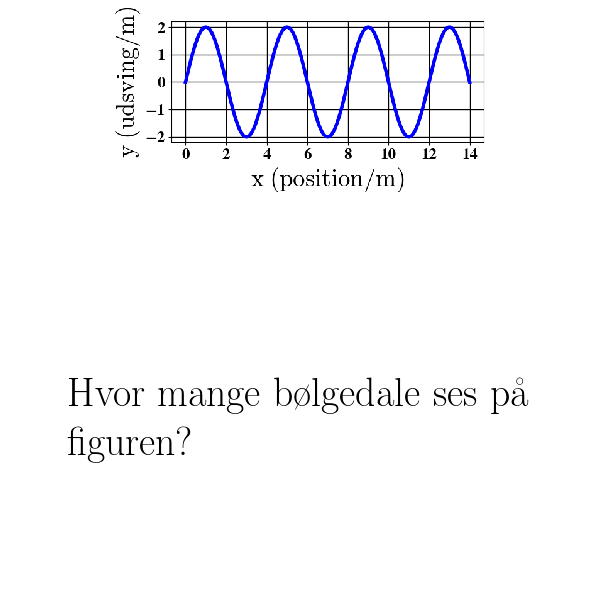 y (udsving/m)
2
1
0
−1
−2
0 2 4 6 8 10 12 14
x (position/m)
Hvor mange bølgedale ses på
figuren?